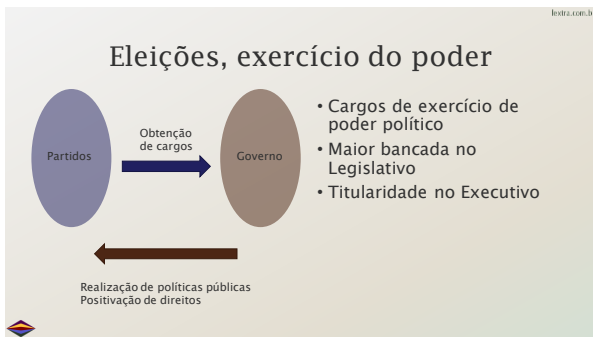 lextra.com.b
Eleições, exercício do poder
Partidos
Obtenção
de cargos
Governo
• Cargos de exercício de
poder político
• Maior bancada no
Legislativo
• Titularidade no Executivo
Realização de políticas públicas
Positivação de direitos